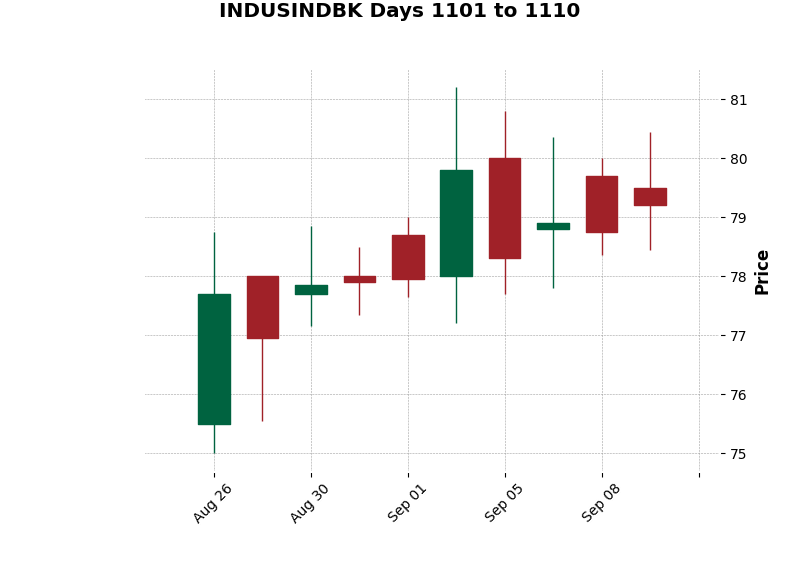 INDUSINDBK Days 1101 to 1110
81
80
79
78
77
76
75
Price
Aug 26
Aug 30
Sep 01
Sep 05
Sep 08